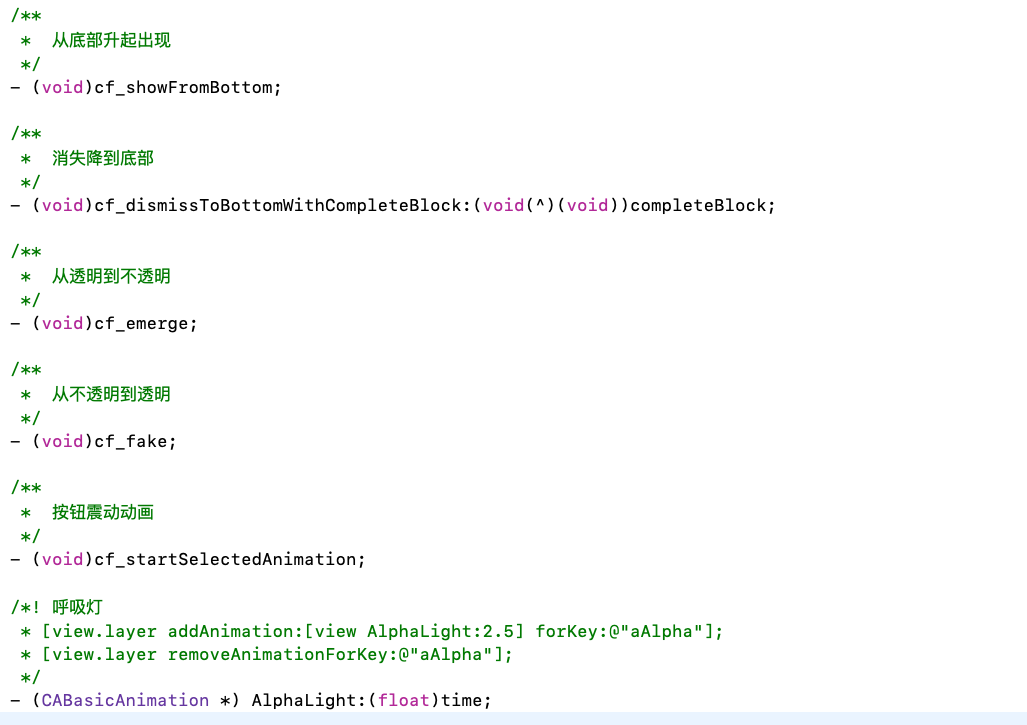 /**
 *  从底部升起出现
 */
- (void)cf_showFromBottom;

/**
 *  消失降到底部
 */
- (void)cf_dismissToBottomWithCompleteBlock:(void(^)(void))completeBlock;

/**
 *  从透明到不透明
 */
- (void)cf_emerge;

/**
 *  从不透明到透明
 */
- (void)cf_fake;

/**
 *  按钮震动动画
 */
- (void)cf_startSelectedAnimation;

/*! 呼吸灯
 * [view.layer addAnimation:[view AlphaLight:2.5] forKey:@"aAlpha"];
 * [view.layer removeAnimationForKey:@"aAlpha"];
 */
- (CABasicAnimation *) AlphaLight:(float)time;